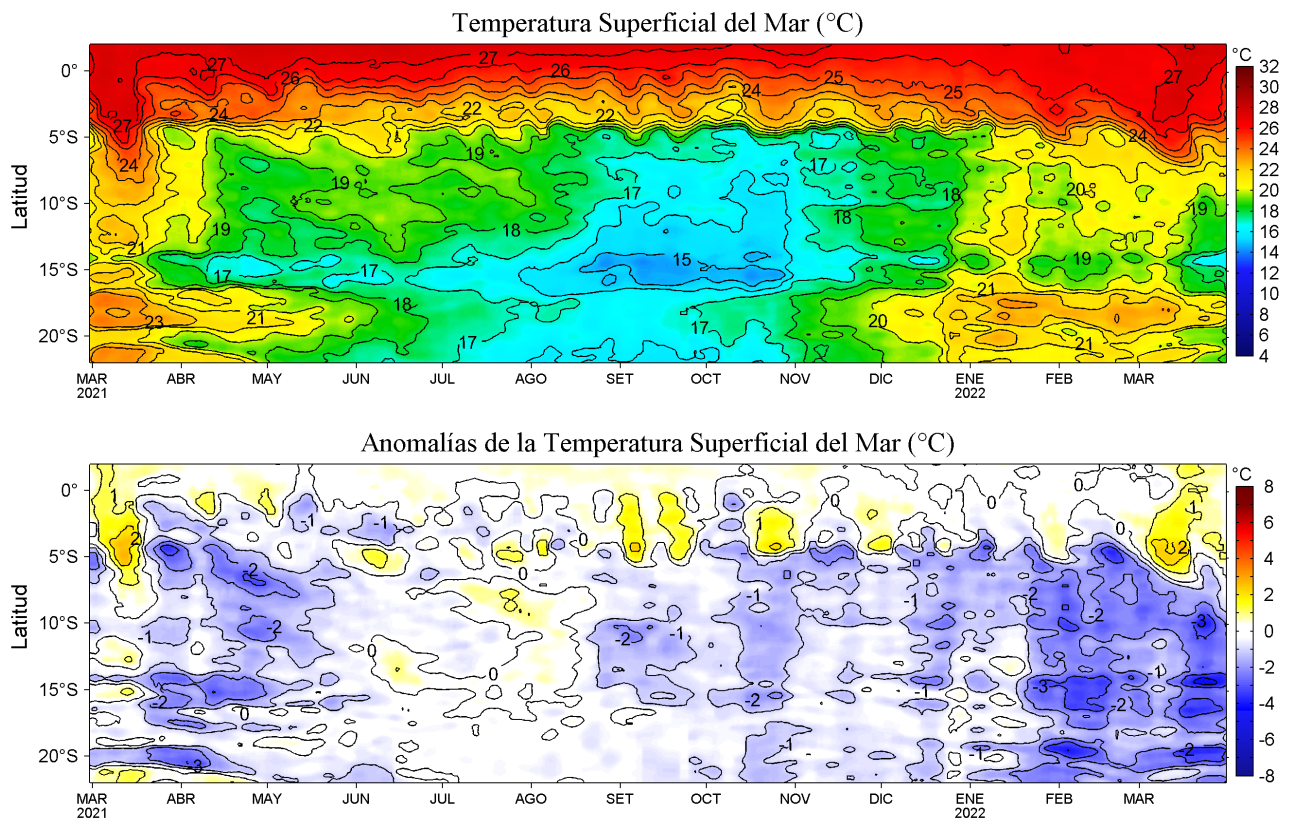 Temperatura Superficial del Mar (°C)
Latitud
0°
5°S
10°S
15°S
20°S
27 27 27 26 26 25 24 25 27
27 24 22 22 22 24 24
24 19 19 17 17 20
19 18 18 18 19
21 19 17 17 15 19 21
23 21 18 17 17 20 21
°C
32
30
28
26
24
22
20
18
16
14
12
10
8
6
4
MAR ABR MAY JUN JUL AGO SET OCT NOV DIC ENE FEB MAR
2021 2022
Anomalías de la Temperatura Superficial del Mar (°C)
Latitud
0°
5°S
10°S
15°S
20°S
1 -1 -1 0 0 0 1
2 0 1 0 2
-2 0 -1 -2 -2
-1 -2 0 -2 -1 -3
-2 0 0 -2 -1 -3 -2 -1
-3 -1 -1 -2
°C
8
6
4
2
0
-2
-4
-6
-8
MAR ABR MAY JUN JUL AGO SET OCT NOV DIC ENE FEB MAR
2021 2022